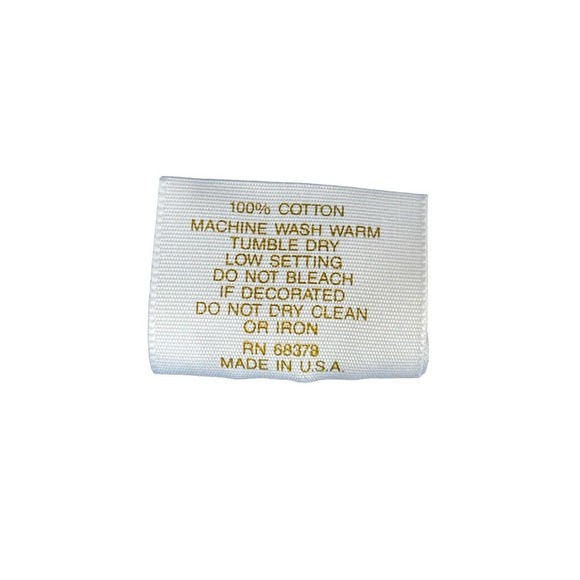 100% COTTON
MACHINE WASH WARM
TUMBLE DRY
LOW SETTING
DO NOT BLEACH
IF DECORATED
DO NOT DRY CLEAN
OR IRON
RN 68379
MADE IN U.S.A.